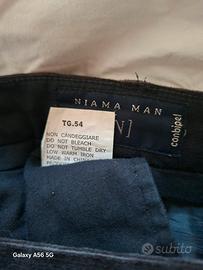 NIAMA MAN
[N]
canbipel
TG.54
NON CANDEGGIARE
DO NOT BLEACH
DO NOT TUMBLE DRY
LOW WARM IRON
MADE IN CHINA
Galaxy A56 5G
subito